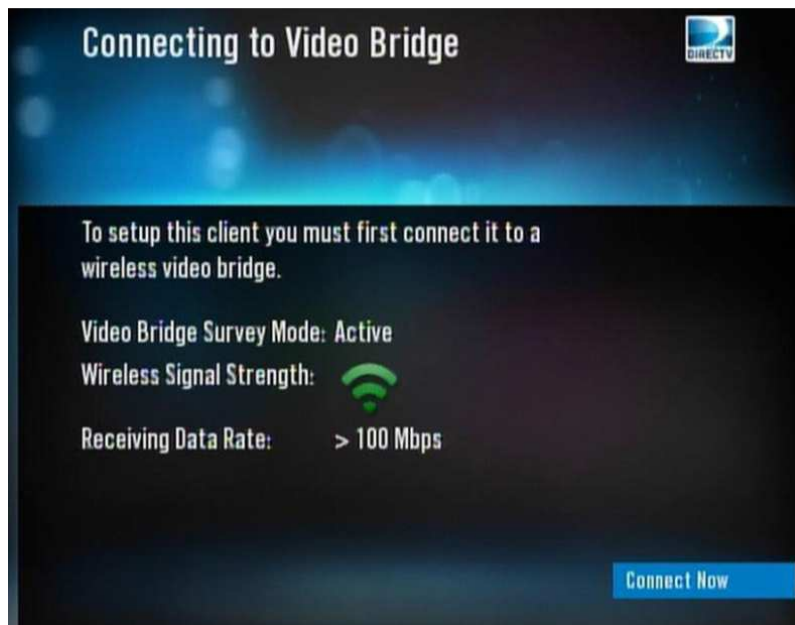 Connecting to Video Bridge
DIRECTV
To setup this client you must first connect it to a
wireless video bridge.
Video Bridge Survey Mode: Active
Wireless Signal Strength:
Receiving Data Rate: > 100 Mbps
Connect Now